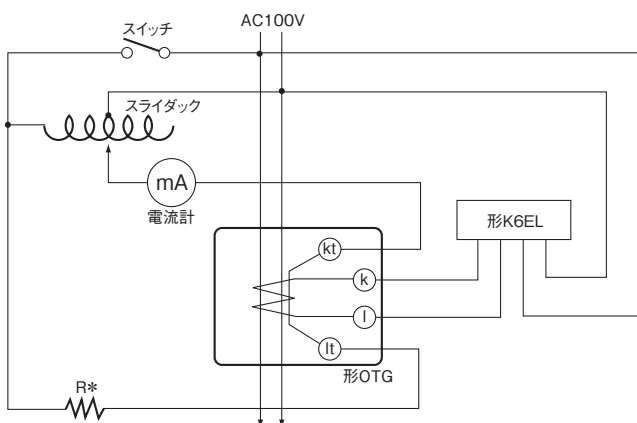 AC100V
スイッチ
スライダック
mA
電流計
形K6EL
kt
k
l
lt
形OTG
R*